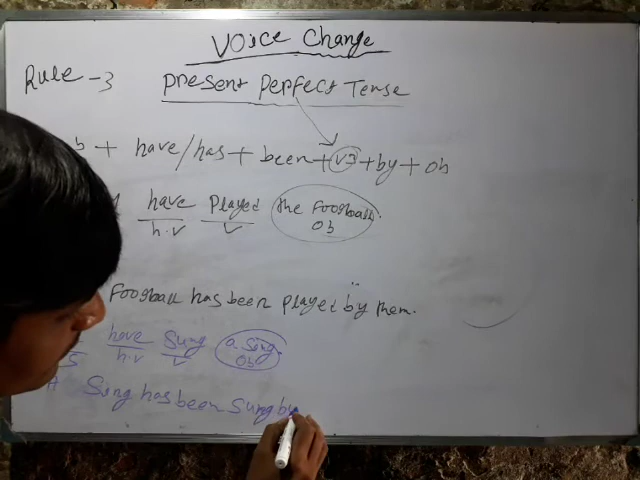 Voice Change
Rule - 3 Present Perfect Tense
b + have/has + been + v3 + by + ob
have Played the Football.
h.v v ob
Football has been played by them.
have Sung a Song.
S h.v v ob
A Song has been Sung by